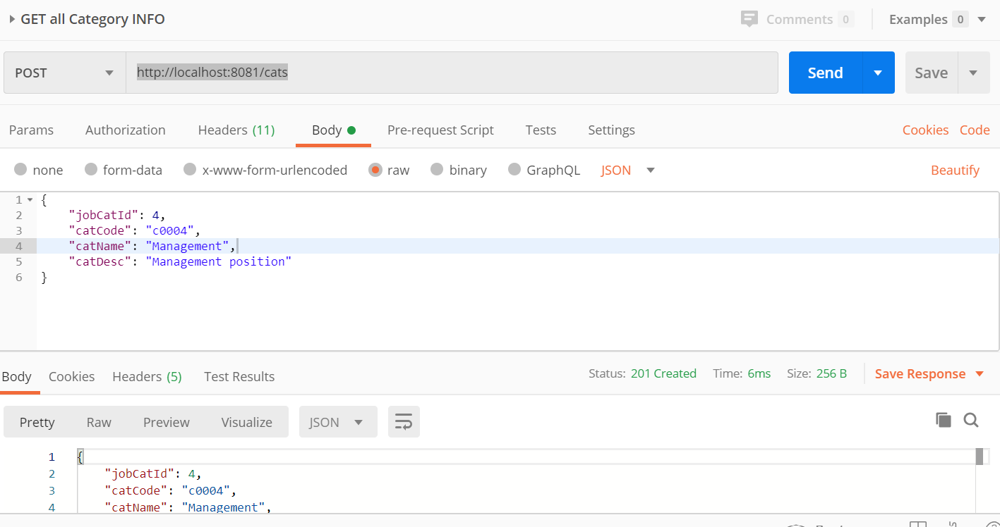 GET all Category INFO
Comments 0
Examples 0
POST
http://localhost:8081/cats
Send
Save
Params Authorization Headers (11) Body Pre-request Script Tests Settings Cookies Code
none form-data x-www-form-urlencoded raw binary GraphQL JSON Beautify
1 {
2 "jobCatId": 4,
3 "catCode": "c0004",
4 "catName": "Management",
5 "catDesc": "Management position"
6 }
Body Cookies Headers (5) Test Results Status: 201 Created Time: 6ms Size: 256 B Save Response
Pretty Raw Preview Visualize JSON
1 {
2 "jobCatId": 4,
3 "catCode": "c0004",
4 "catName": "Management",